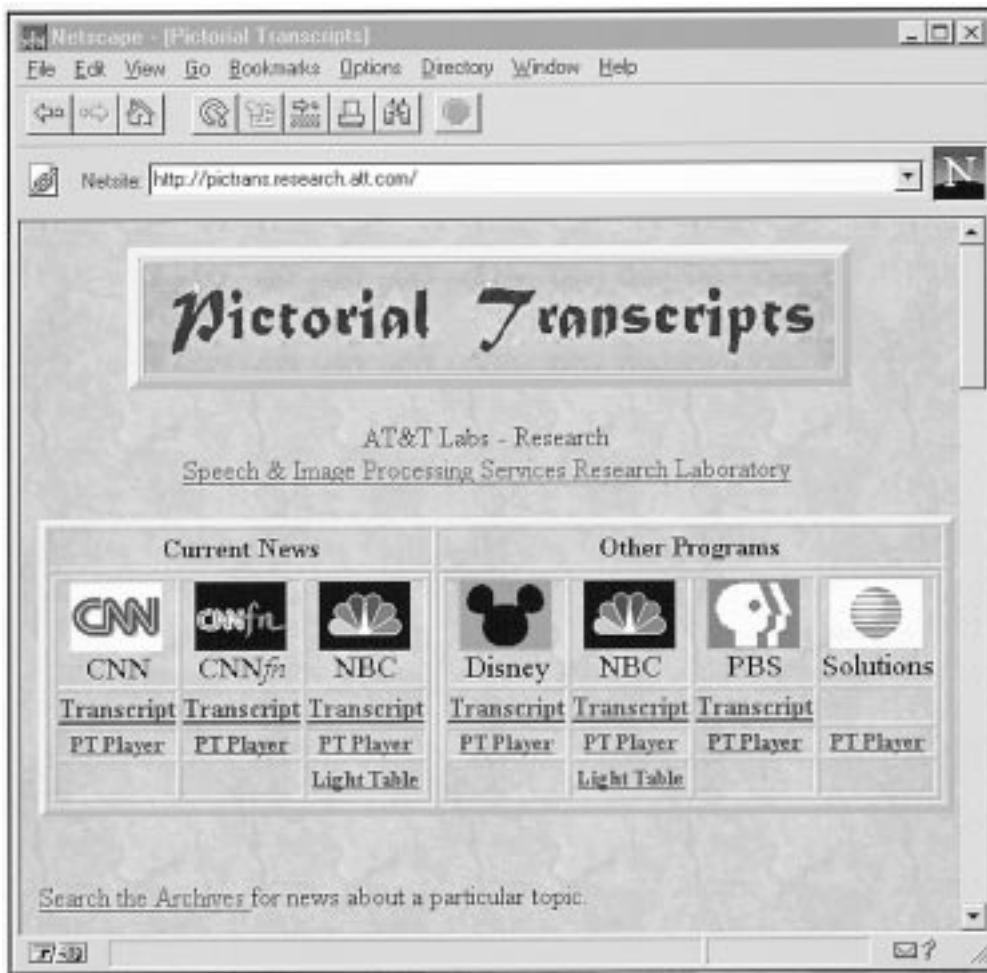 Netscape - [Pictorial Transcripts]
File Edit View Go Bookmarks Options Directory Window Help
Netsite: http://pictrans.research.att.com/
N
Pictorial Transcripts
AT&T Labs - Research
Speech & Image Processing Services Research Laboratory
Current News Other Programs
CNN CNNfn
CNN CNNfn NBC Disney NBC PBS Solutions
Transcript Transcript Transcript Transcript Transcript Transcript
PT Player PT Player PT Player PT Player PT Player PT Player PT Player
Light Table Light Table
Search the Archives for news about a particular topic.